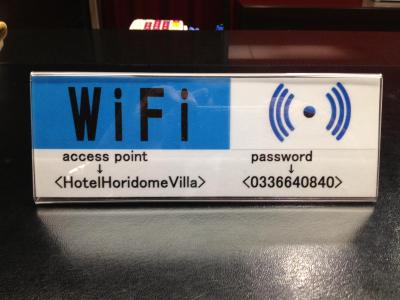 WiFi
access point
↓
<HotelHoridomeVilla>
password
↓
<0336640840>